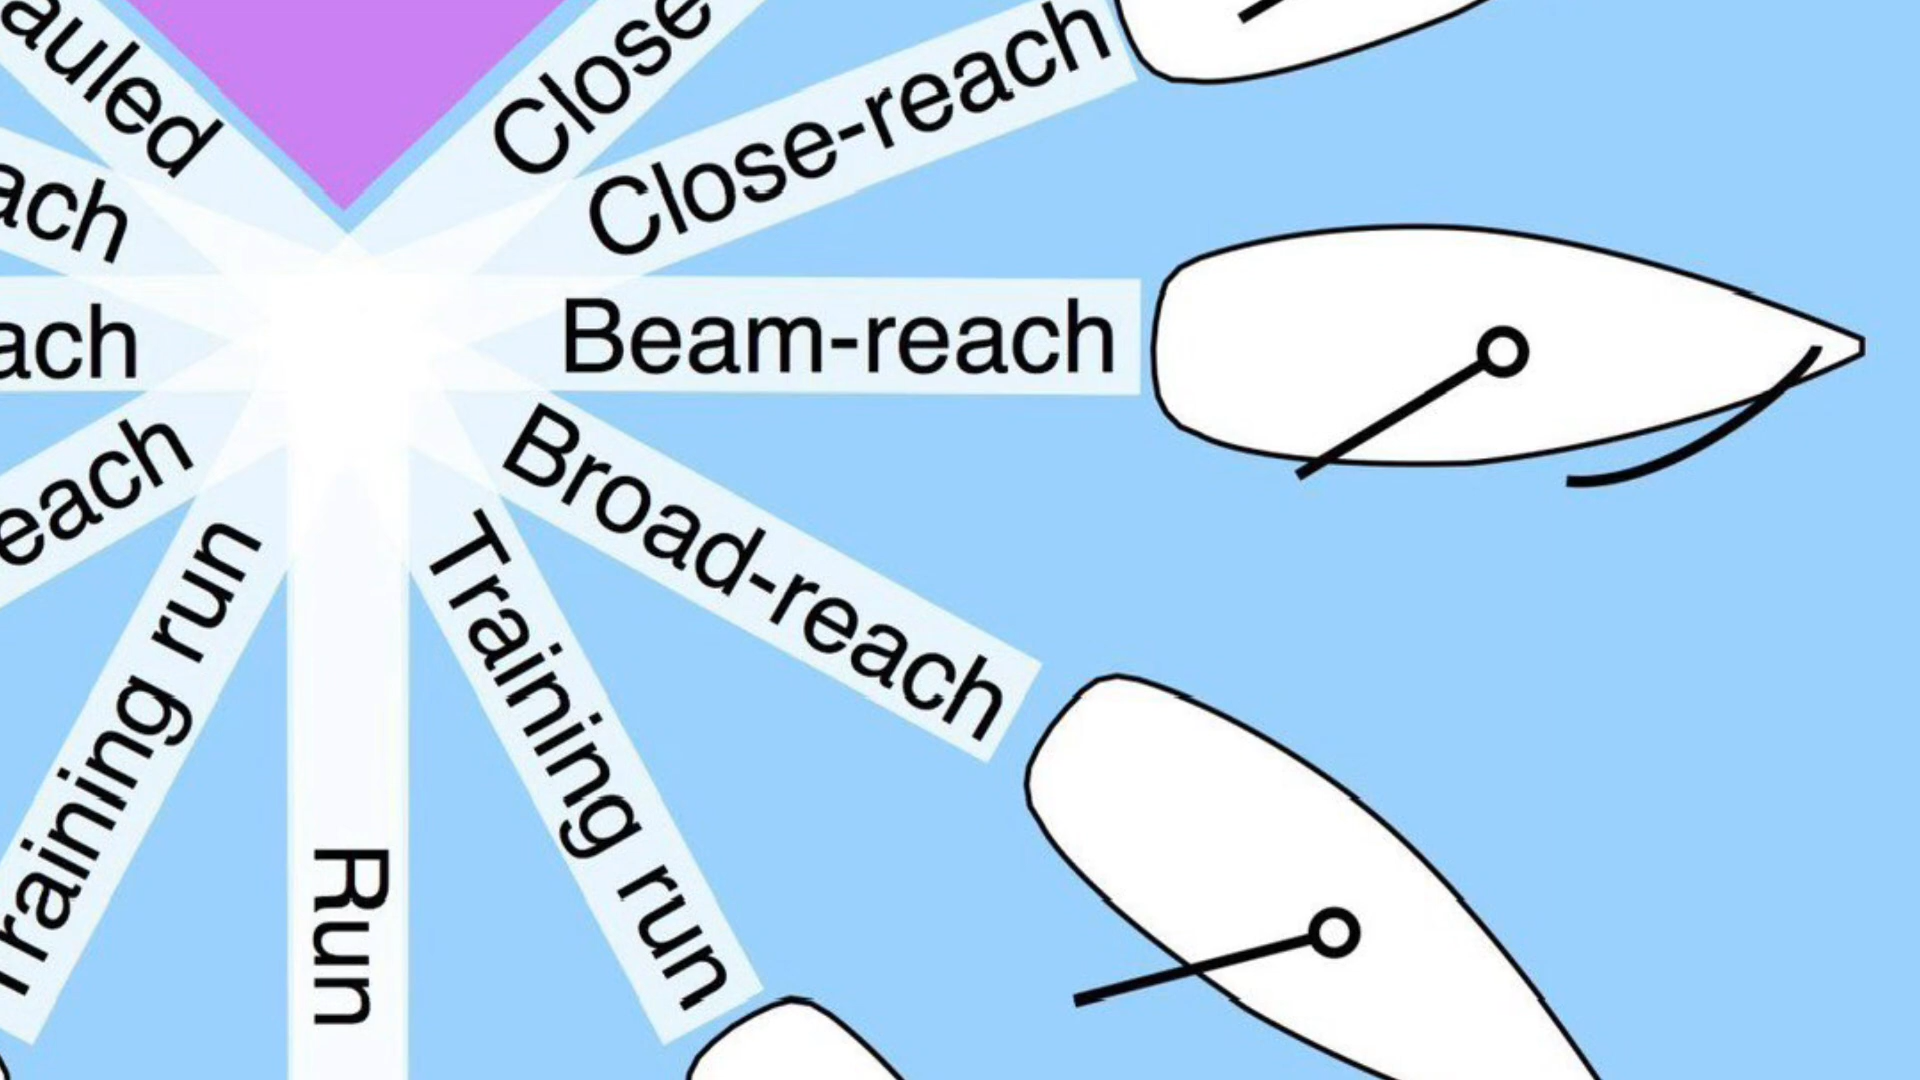 auled
Close
Close-reach
ach
Beam-reach
ach
Broad-reach
each
Training run
Training run
Run